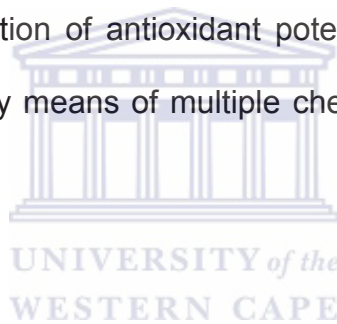 tion of antioxidant pote
y means of multiple che
UNIVERSITY of the
WESTERN CAPE